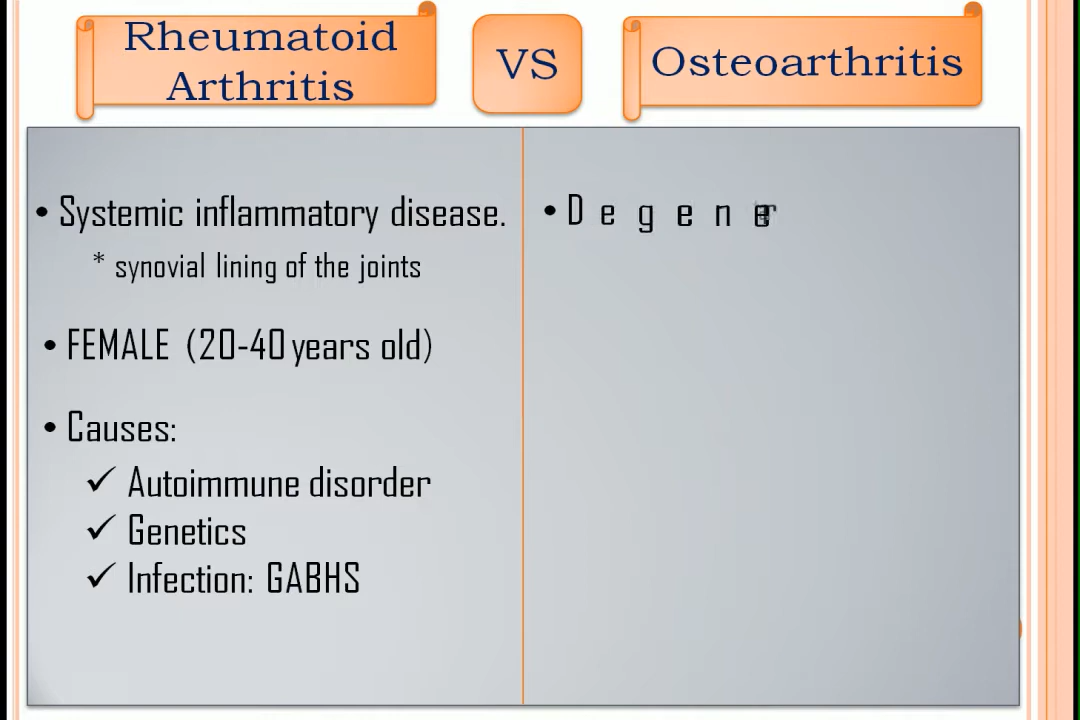 Rheumatoid
Arthritis
VS
Osteoarthritis
• Systemic inflammatory disease.
* synovial lining of the joints
• FEMALE (20-40 years old)
• Causes:
✓ Autoimmune disorder
✓ Genetics
✓ Infection: GABHS
• D e g e n